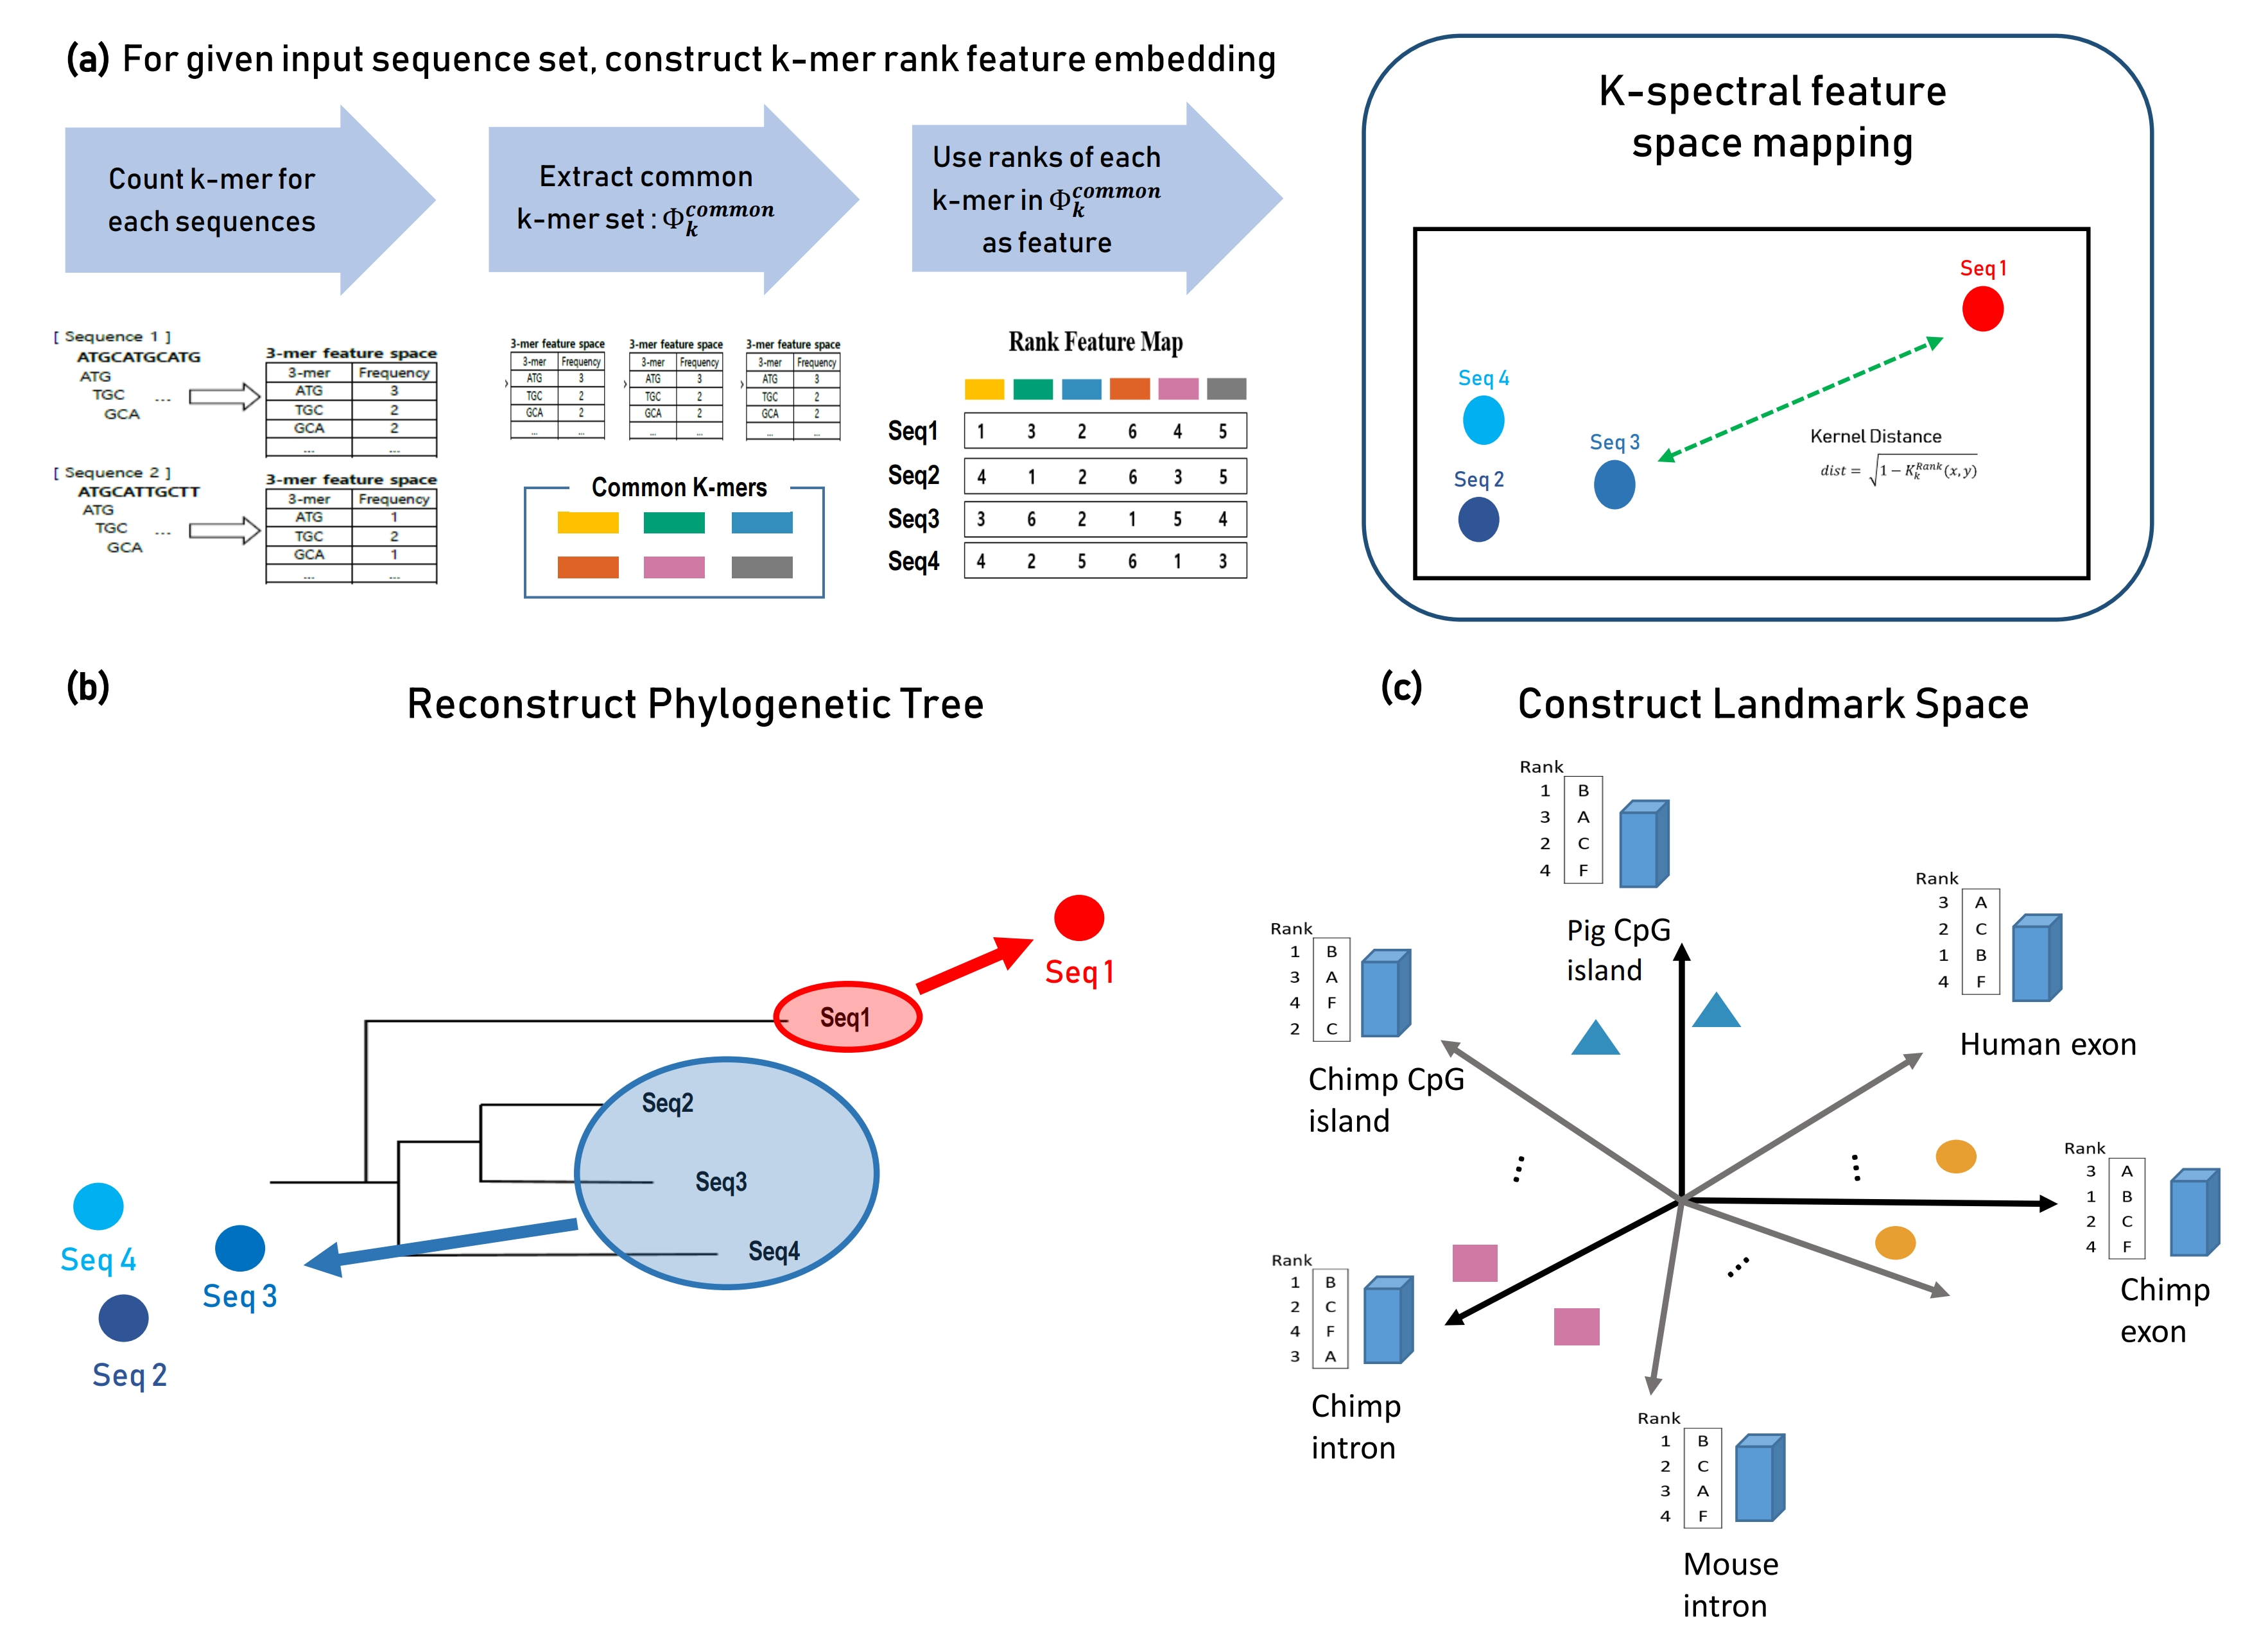 (a) For given input sequence set, construct k-mer rank feature embedding
Count k-mer for
each sequences
Extract common
k-mer set : Φ_k^common
Use ranks of each
k-mer in Φ_k^common
as feature
[ Sequence 1 ]
ATGCATGCATG
ATG
TGC ...
GCA
3-mer feature space
3-mer Frequency
ATG 3
TGC 2
GCA 2
... ...
[ Sequence 2 ]
ATGCATTGCTT
ATG
TGC ...
GCA
3-mer feature space
3-mer Frequency
ATG 1
TGC 2
GCA 1
... ...
3-mer feature space
3-mer Frequency
ATG 3
TGC 2
GCA 2
... ...
3-mer feature space
3-mer Frequency
ATG 3
TGC 2
GCA 2
... ...
3-mer feature space
3-mer Frequency
ATG 3
TGC 2
GCA 2
... ...
Common K-mers
Rank Feature Map
Seq1 1 3 2 6 4 5
Seq2 4 1 2 6 3 5
Seq3 3 6 2 1 5 4
Seq4 4 2 5 6 1 3
K-spectral feature
space mapping
Seq 1
Seq 4
Seq 3
Seq 2
Kernel Distance
dist = √(1 − K_k^Rank(x, y))
(b) Reconstruct Phylogenetic Tree
Seq 1
Seq1
Seq2
Seq3
Seq4
Seq 4
Seq 3
Seq 2
(c) Construct Landmark Space
Rank
1 B
3 A
2 C
4 F
Pig CpG
island
Rank
3 A
2 C
1 B
4 F
Human exon
Rank
1 B
3 A
4 F
2 C
Chimp CpG
island
...
...
Rank
3 A
1 B
2 C
4 F
Chimp
exon
...
Rank
1 B
2 C
4 F
3 A
Chimp
intron
Rank
1 B
2 C
3 A
4 F
Mouse
intron